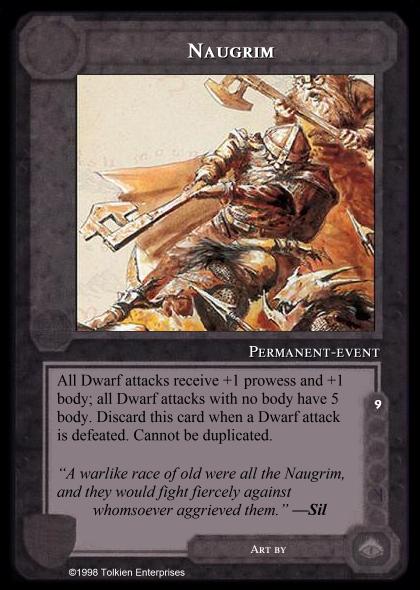 NAUGRIM
PERMANENT-EVENT
All Dwarf attacks receive +1 prowess and +1
body; all Dwarf attacks with no body have 5
body. Discard this card when a Dwarf attack
is defeated. Cannot be duplicated.
9
“A warlike race of old were all the Naugrim,
and they would fight fiercely against
whomsoever aggrieved them.” —Sil
ART BY
©1998 Tolkien Enterprises